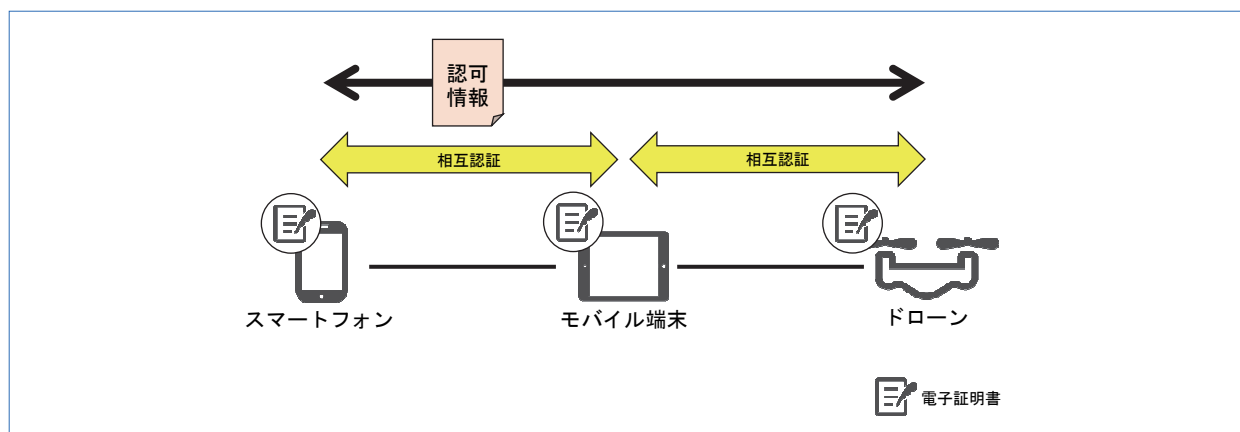 認可
情報
相互認証
相互認証
スマートフォン
モバイル端末
ドローン
電子証明書